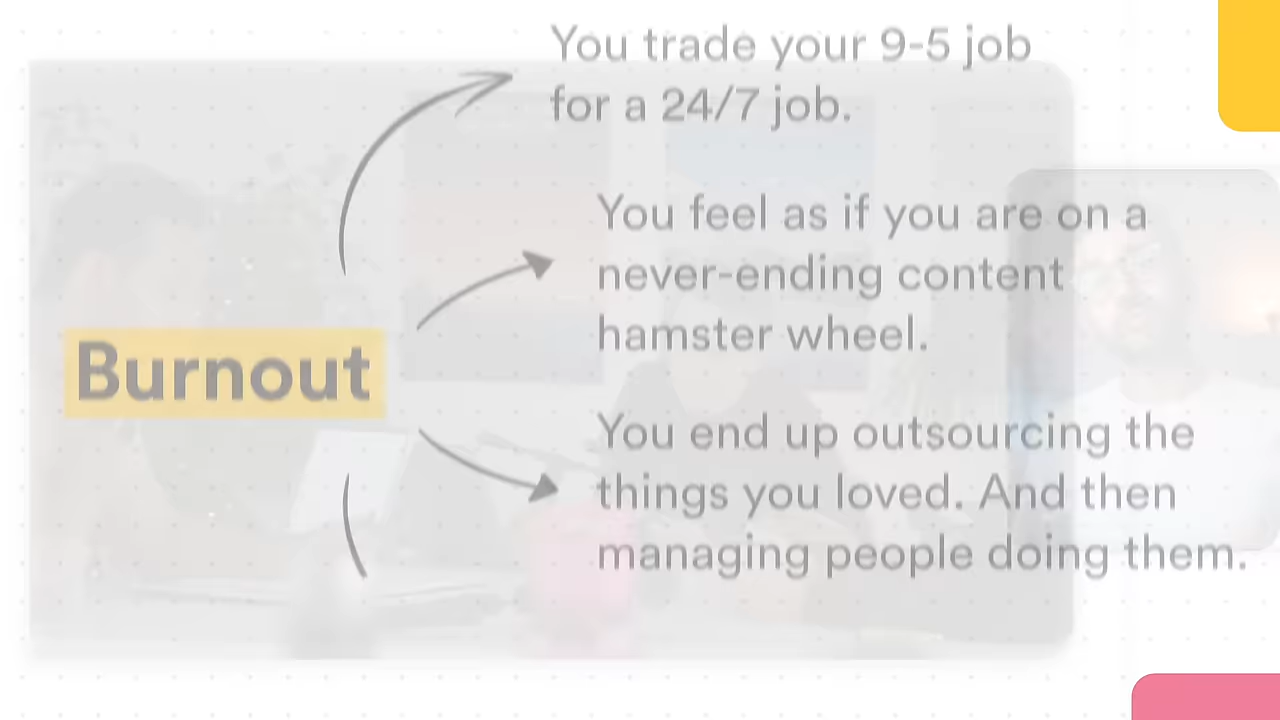 You trade your 9-5 job
for a 24/7 job.
You feel as if you are on a
never-ending content
hamster wheel.
Burnout
You end up outsourcing the
things you loved. And then
managing people doing them.